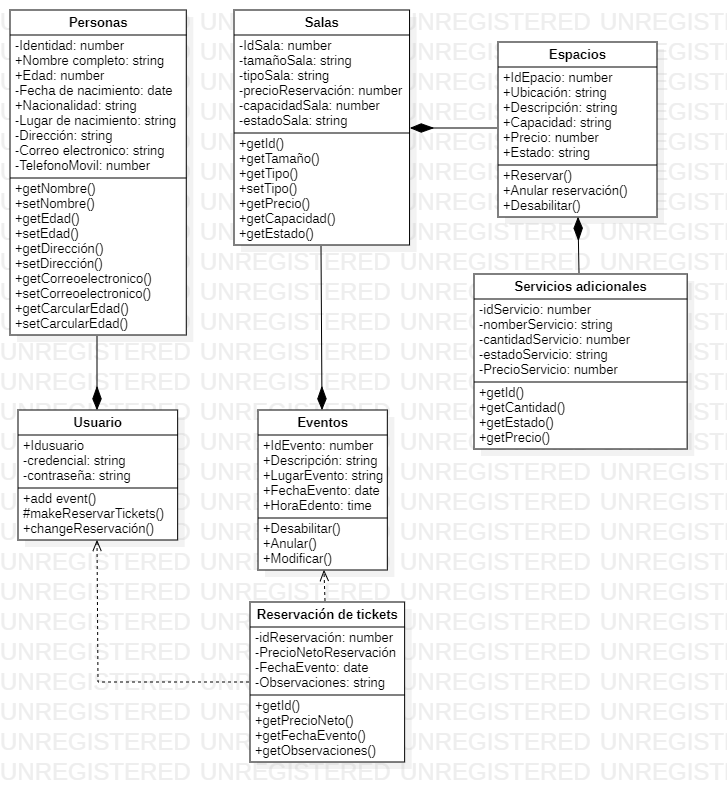 Personas
-Identidad: number
+Nombre completo: string
+Edad: number
-Fecha de nacimiento: date
+Nacionalidad: string
-Lugar de nacimiento: string
-Dirección: string
-Correo electronico: string
-TelefonoMovil: number
+getNombre()
+setNombre()
+getEdad()
+setEdad()
+getDirección()
+setDirección()
+getCorreoelectronico()
+setCorreoelectronico()
+getCarcularEdad()
+setCarcularEdad()
Salas
-IdSala: number
-tamañoSala: string
-tipoSala: string
-precioReservación: number
-capacidadSala: number
-estadoSala: string
+getId()
+getTamaño()
+getTipo()
+setTipo()
+getPrecio()
+getCapacidad()
+getEstado()
Espacios
+IdEpacio: number
+Ubicación: string
+Descripción: string
+Capacidad: string
+Precio: number
+Estado: string
+Reservar()
+Anular reservación()
+Desabilitar()
Servicios adicionales
-idServicio: number
-nomberServicio: string
-cantidadServicio: number
-estadoServicio: string
-PrecioServicio: number
+getId()
+getCantidad()
+getEstado()
+getPrecio()
Usuario
+Idusuario
-credencial: string
-contraseña: string
+add event()
#makeReservarTickets()
+changeReservación()
Eventos
+IdEvento: number
+Descripción: string
+LugarEvento: string
+FechaEvento: date
+HoraEdento: time
+Desabilitar()
+Anular()
+Modificar()
Reservación de tickets
-idReservación: number
-PrecioNetoReservación
-FechaEvento: date
-Observaciones: string
+getId()
+getPrecioNeto()
+getFechaEvento()
+getObservaciones()
UNREGISTERED